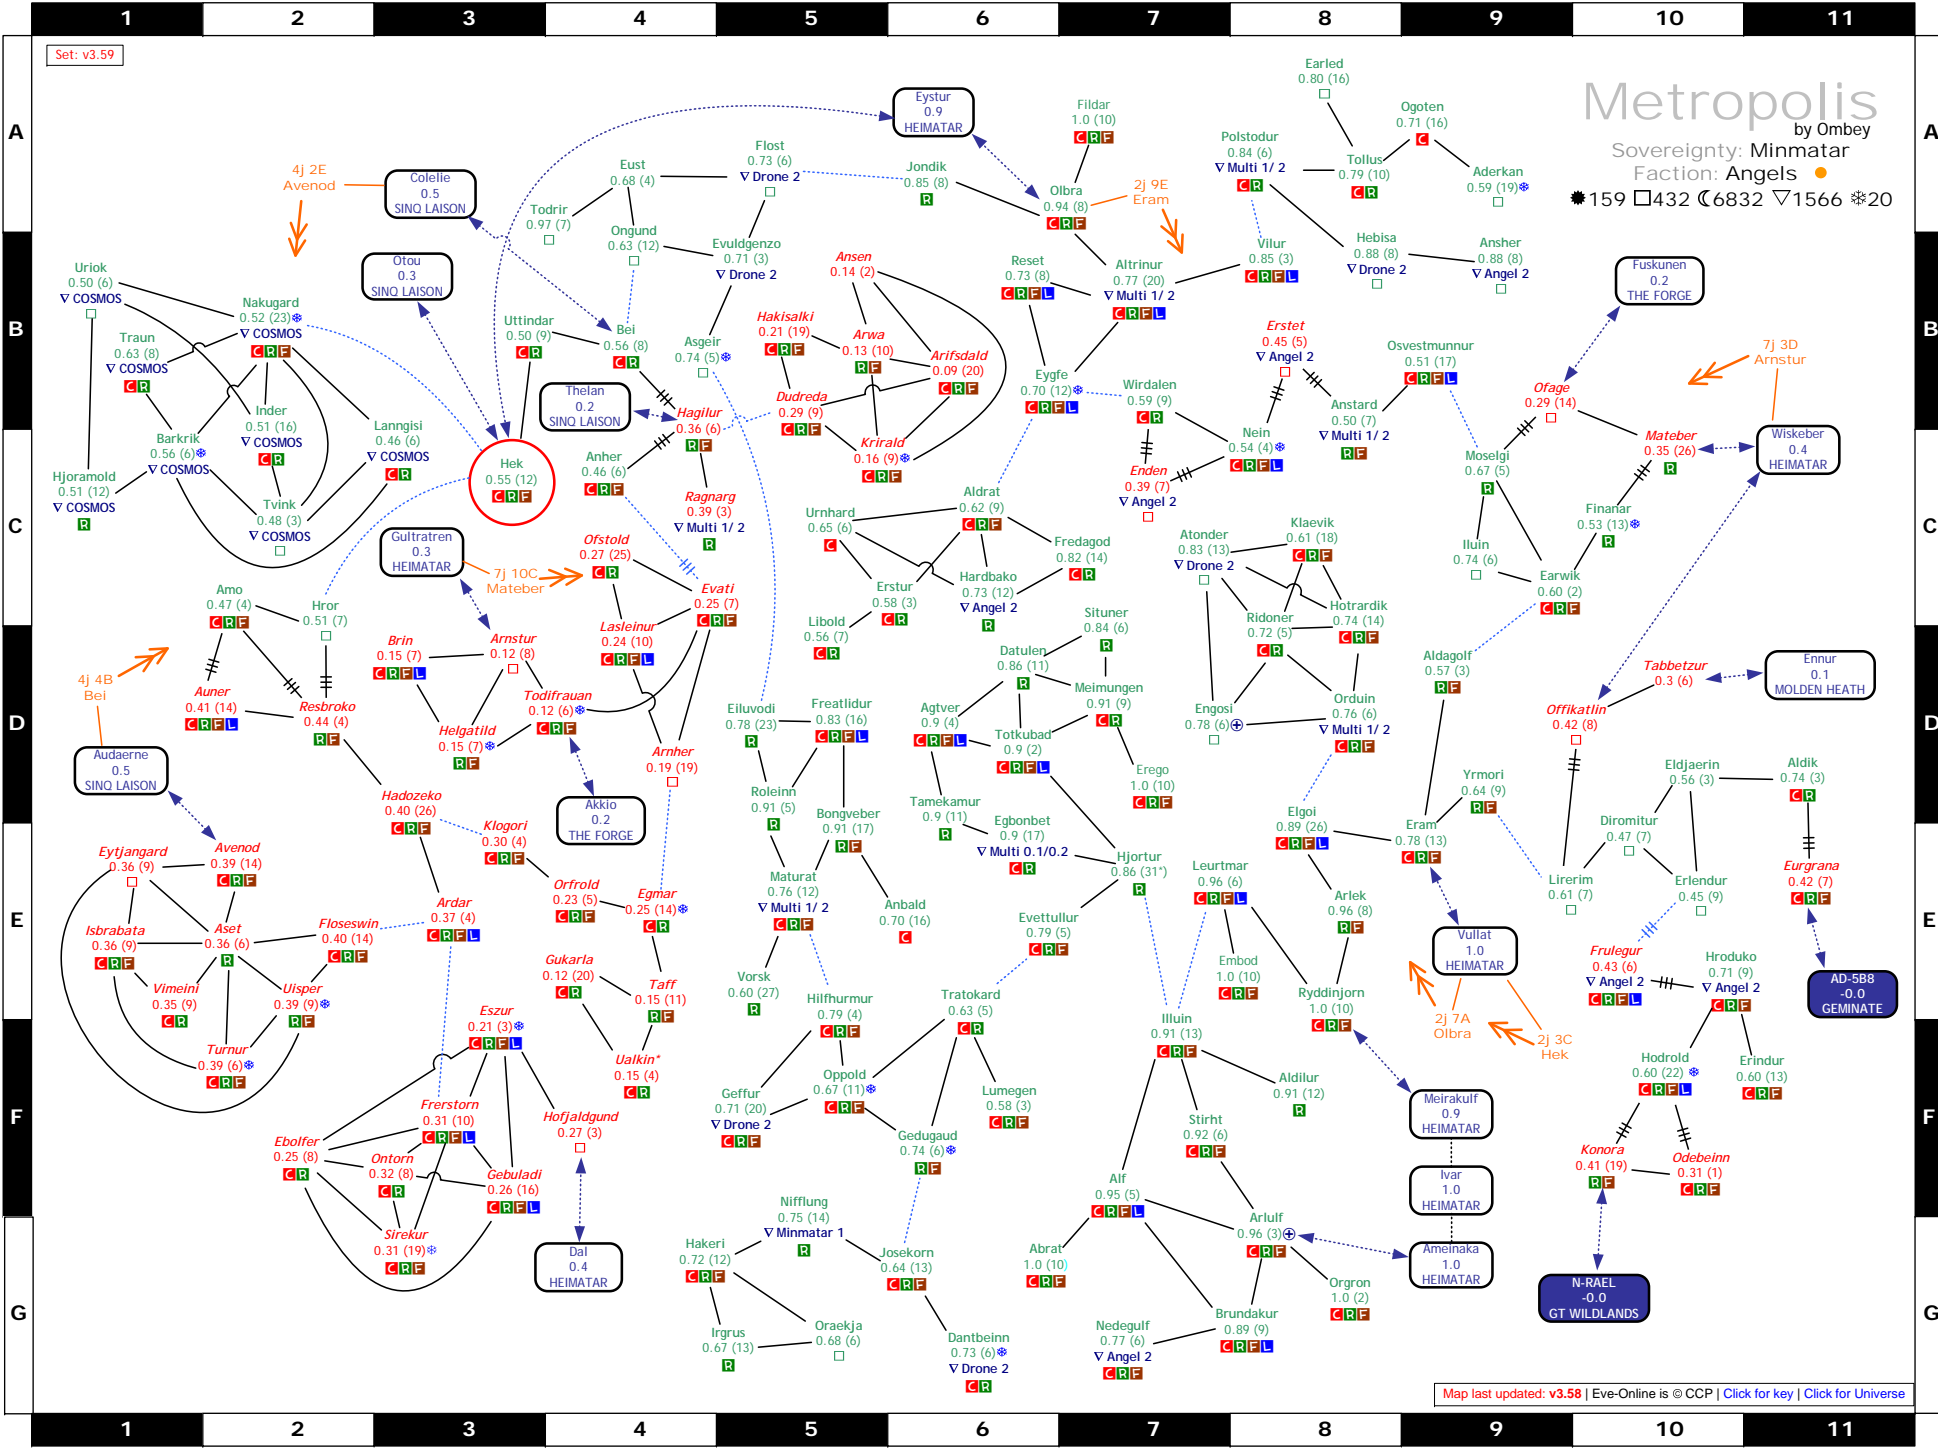 1 2 3 4 5 6 7 8 9 10 11
A
B
C
D
E
F
G
Set: v3.59
Metropolis
by Ombey
Sovereignty: Minmatar
Faction: Angels
159 432 6832 1566 20
Earled
0.80 (16)
Ogoten
0.71 (16)
C
Eystur
0.9
HEIMATAR
Fildar
1.0 (10)
C R F
Polstodur
0.84 (6)
▽ Multi 1/ 2
C R
Tollus
0.79 (10)
C R
Aderkan
0.59 (19)
4j 2E
Avenod
Colelie
0.5
SINQ LAISON
Eust
0.68 (4)
Flost
0.73 (6)
▽ Drone 2
Jondik
0.85 (8)
R
Olbra
0.94 (8)
C R F
2j 9E
Eram
Todrir
0.97 (7)
Ongund
0.63 (12)
Evuldgenzo
0.71 (3)
▽ Drone 2
Vilur
0.85 (3)
C R F L
Hebisa
0.88 (8)
▽ Drone 2
Ansher
0.88 (8)
▽ Angel 2
Uriok
0.50 (6)
▽ COSMOS
Otou
0.3
SINQ LAISON
Ansen
0.14 (2)
Reset
0.73 (8)
C R F L
Altrinur
0.77 (20)
▽ Multi 1/ 2
C R F L
Fuskunen
0.2
THE FORGE
Nakugard
0.52 (23)
▽ COSMOS
C R F
Traun
0.63 (8)
▽ COSMOS
C R
Uttindar
0.50 (9)
C R
Bei
0.56 (8)
C R
Asgeir
0.74 (5)
Hakisalki
0.21 (19)
C R F
Arwa
0.13 (10)
R F
Arifsdald
0.09 (20)
C R F
Erstet
0.45 (5)
▽ Angel 2
Osvestmunnur
0.51 (17)
C R F L
7j 3D
Arnstur
Thelan
0.2
SINQ LAISON
Hagilur
0.36 (6)
R F
Dudreda
0.29 (9)
C R F
Eygfe
0.70 (12)
C R F L
Wirdalen
0.59 (9)
C R
Anstard
0.50 (7)
▽ Multi 1/ 2
R F
Ofage
0.29 (14)
Inder
0.51 (16)
▽ COSMOS
C R
Lanngisi
0.46 (6)
▽ COSMOS
C R
Barkrik
0.56 (6)
▽ COSMOS
Krirald
0.16 (9)
C R F
Nein
0.54 (4)
C R F L
Mateber
0.35 (26)
R
Wiskeber
0.4
HEIMATAR
Hjoramold
0.51 (12)
▽ COSMOS
R
Hek
0.55 (12)
C R F
Anher
0.46 (6)
C R F
Enden
0.39 (7)
▽ Angel 2
Moselgi
0.67 (5)
R
Tvink
0.48 (3)
▽ COSMOS
Ragnarg
0.39 (3)
▽ Multi 1/ 2
R
Urnhard
0.65 (6)
C
Aldrat
0.62 (9)
C R F
Finanar
0.53 (13)
R
Gultratren
0.3
HEIMATAR
7j 10C
Mateber
Ofstold
0.27 (25)
C R
Fredagod
0.82 (14)
C R
Atonder
0.83 (13)
▽ Drone 2
Klaevik
0.61 (18)
C R F
Iluin
0.74 (6)
Earwik
0.60 (2)
C R F
Amo
0.47 (4)
C R F
Hror
0.51 (7)
Evati
0.25 (7)
C R F
Erstur
0.58 (3)
C R
Hardbako
0.73 (12)
▽ Angel 2
R
Hotrardik
0.74 (14)
C R F
Ridoner
0.72 (5)
C R
Brin
0.15 (7)
C R F L
Arnstur
0.12 (8)
Lasleinur
0.24 (10)
C R F L
Libold
0.56 (7)
C R
Situner
0.84 (6)
R
Datulen
0.86 (11)
R
Meimungen
0.91 (9)
C R
Aldagolf
0.57 (3)
R F
Tabbetzur
0.3 (6)
Ennur
0.1
MOLDEN HEATH
4j 4B
Bei
Auner
0.41 (14)
C R F L
Resbroko
0.44 (4)
R F
Todifrauan
0.12 (6)
C R F
Helgatild
0.15 (7)
R F
Eiluvodi
0.78 (23)
R
Freatlidur
0.83 (16)
C R F L
Agtver
0.9 (4)
C R F L
Totkubad
0.9 (2)
C R F L
Engosi
0.78 (6)
Orduin
0.76 (6)
▽ Multi 1/ 2
C R F
Offikatlin
0.42 (8)
Audaerne
0.5
SINQ LAISON
Arnher
0.19 (19)
Akkio
0.2
THE FORGE
Hadozeko
0.40 (26)
C R F
Klogori
0.30 (4)
C R F
Roleinn
0.91 (5)
R
Bongveber
0.91 (17)
R F
Tamekamur
0.9 (11)
R
Egbonbet
0.9 (17)
▽ Multi 0.1/0.2
C R
Erego
1.0 (10)
C R F
Elgoi
0.89 (26)
C R F L
Eram
0.78 (13)
C R F
Yrmori
0.64 (9)
R F
Eldjaerin
0.56 (3)
Aldik
0.74 (3)
C R
Diromitur
0.47 (7)
Eytjangard
0.36 (9)
Avenod
0.39 (14)
C R F
Orfrold
0.23 (5)
C R F
Egmar
0.25 (14)
C R
Maturat
0.76 (12)
▽ Multi 1/ 2
C R F
Anbald
0.70 (16)
C
Hjortur
0.86 (31*)
R
Leurtmar
0.96 (6)
C R F L
Arlek
0.96 (8)
R F
Lirerim
0.61 (7)
Erlendur
0.45 (9)
Eurgrana
0.42 (7)
C R F
Isbrabata
0.36 (9)
C R F
Aset
0.36 (6)
R
Floseswin
0.40 (14)
C R F
Ardar
0.37 (4)
C R F L
Evettullur
0.79 (5)
C R F
Vullat
1.0
HEIMATAR
Frulegur
0.43 (6)
▽ Angel 2
C R F L
Hroduko
0.71 (9)
▽ Angel 2
C R F
AD-5B8
-0.0
GEMINATE
Vimeini
0.35 (9)
C R
Uisper
0.39 (9)
R F
Gukarla
0.12 (20)
C R
Taff
0.15 (11)
R F
Vorsk
0.60 (27)
R
Hilfhurmur
0.79 (4)
C R F
Tratokard
0.63 (5)
C R
Embod
1.0 (10)
C R F
Ryddinjorn
1.0 (10)
C R F
2j 7A
Olbra
2j 3C
Hek
Turnur
0.39 (6)
C R F
Eszur
0.21 (3)
C R F L
Ualkin*
0.15 (4)
C R
Illuin
0.91 (13)
C R F
Hodrold
0.60 (22)
C R F L
Erindur
0.60 (13)
C R F
Geffur
0.71 (20)
▽ Drone 2
C R F
Oppold
0.67 (11)
C R F
Lumegen
0.58 (3)
C R F
Aldilur
0.91 (12)
R
Meirakulf
0.9
HEIMATAR
Frerstorn
0.31 (10)
C R F L
Hofjaldgund
0.27 (3)
Stirht
0.92 (6)
C R F
Ebolfer
0.25 (8)
C R
Ontorn
0.32 (8)
C R
Gebuladi
0.26 (16)
C R F L
Gedugaud
0.74 (6)
R F
Konora
0.41 (19)
R F
Odebeinn
0.31 (1)
C R F
Ivar
1.0
HEIMATAR
Alf
0.95 (5)
C R F L
Nifflung
0.75 (14)
▽ Minmatar 1
R
Sirekur
0.31 (19)
C R F
Dal
0.4
HEIMATAR
Hakeri
0.72 (12)
C R F
Josekorn
0.64 (13)
C R F
Abrat
1.0 (10)
C R F
Arlulf
0.96 (3)
C R F
Ameinaka
1.0
HEIMATAR
Orgron
1.0 (2)
C R F
N-RAEL
-0.0
GT WILDLANDS
Irgrus
0.67 (13)
R
Oraekja
0.68 (6)
Dantbeinn
0.73 (6)
▽ Drone 2
C R
Nedegulf
0.77 (6)
▽ Angel 2
C R F
Brundakur
0.89 (9)
C R F L
Map last updated: v3.58 | Eve-Online is © CCP | Click for key | Click for Universe
A
B
C
D
E
F
G
1 2 3 4 5 6 7 8 9 10 11